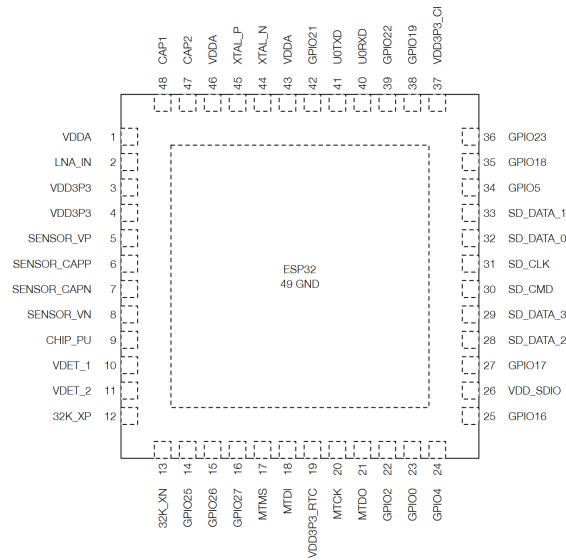 CAP1
CAP2
VDDA
XTAL_P
XTAL_N
VDDA
GPIO21
U0TXD
U0RXD
GPIO22
GPIO19
VDD3P3_CI
48
47
46
45
44
43
42
41
40
39
38
37
VDDA 1
LNA_IN 2
VDD3P3 3
VDD3P3 4
SENSOR_VP 5
SENSOR_CAPP 6
SENSOR_CAPN 7
SENSOR_VN 8
CHIP_PU 9
VDET_1 10
VDET_2 11
32K_XP 12
ESP32
49 GND
36 GPIO23
35 GPIO18
34 GPIO5
33 SD_DATA_1
32 SD_DATA_0
31 SD_CLK
30 SD_CMD
29 SD_DATA_3
28 SD_DATA_2
27 GPIO17
26 VDD_SDIO
25 GPIO16
13
14
15
16
17
18
19
20
21
22
23
24
32K_XN
GPIO25
GPIO26
GPIO27
MTMS
MTDI
VDD3P3_RTC
MTCK
MTDO
GPIO2
GPIO0
GPIO4